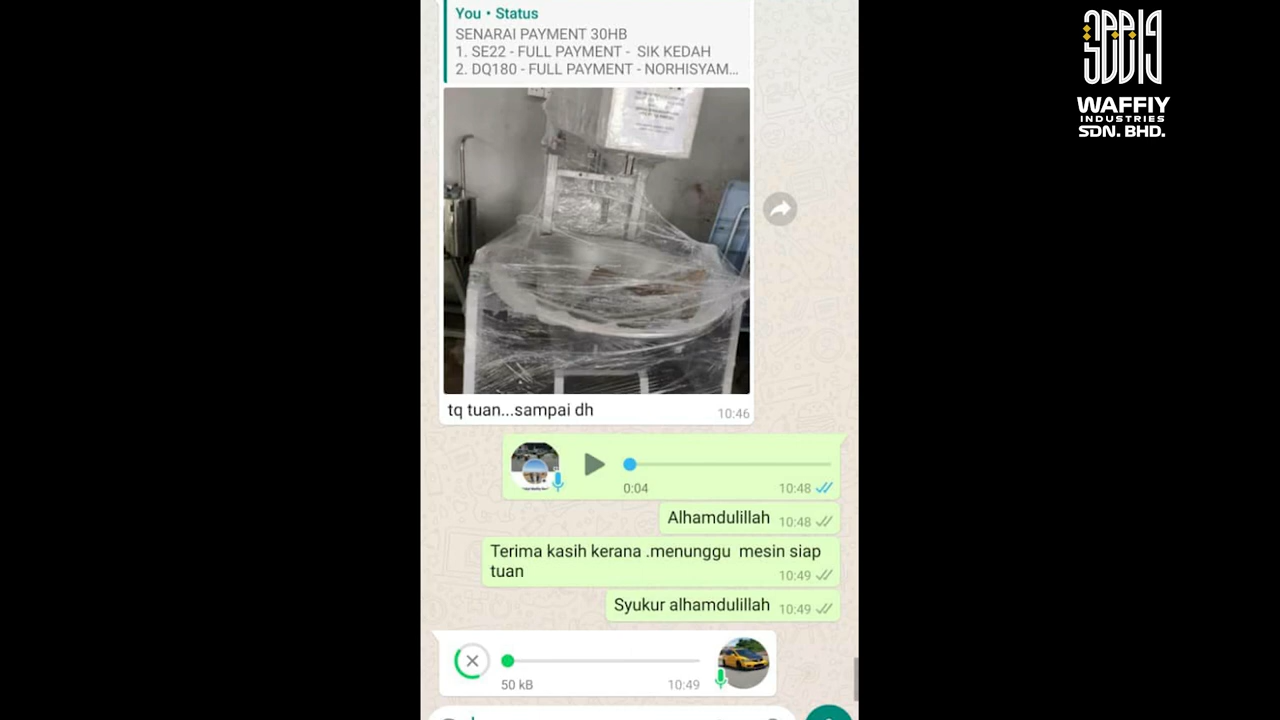 You • Status
SENARAI PAYMENT 30HB
1. SE22 - FULL PAYMENT - SIK KEDAH
2. DQ180 - FULL PAYMENT - NORHISYAM...
tq tuan...sampai dh
10:46
0:04
10:48
Alhamdulillah 10:48
Terima kasih kerana .menunggu mesin siap
tuan
10:49
Syukur alhamdulillah 10:49
50 kB
10:49
WAFFIY
INDUSTRIES
SDN. BHD.